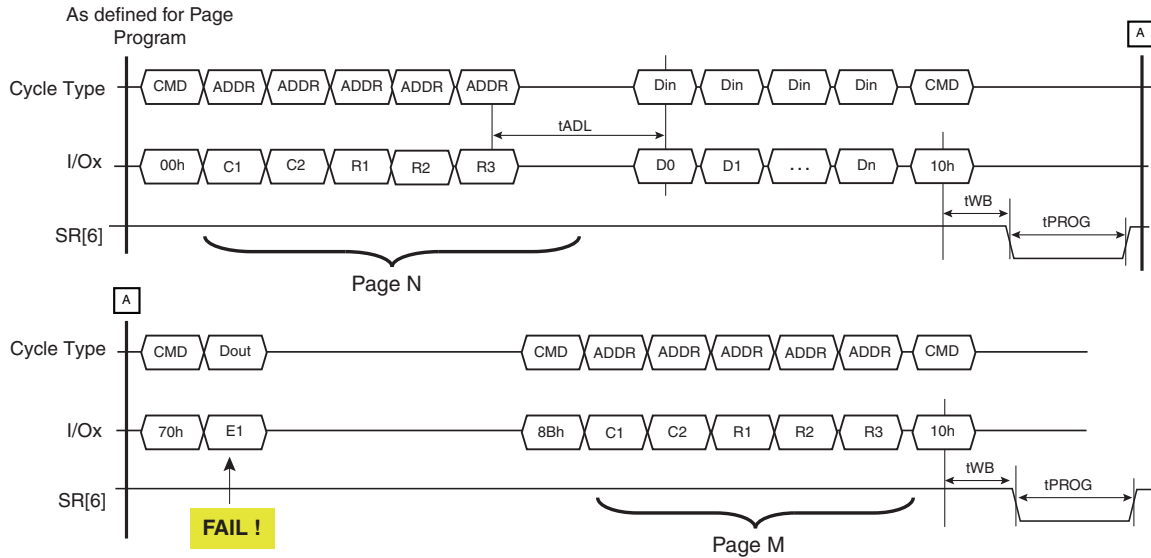 As defined for Page
Program
A
Cycle Type
CMD ADDR ADDR ADDR ADDR ADDR Din Din Din Din CMD
tADL
I/Ox
00h C1 C2 R1 R2 R3 D0 D1 ... Dn 10h
tWB
tPROG
SR[6]
Page N
A
Cycle Type
CMD Dout CMD ADDR ADDR ADDR ADDR ADDR CMD
I/Ox
70h E1 8Bh C1 C2 R1 R2 R3 10h
tWB
tPROG
SR[6]
FAIL !
Page M